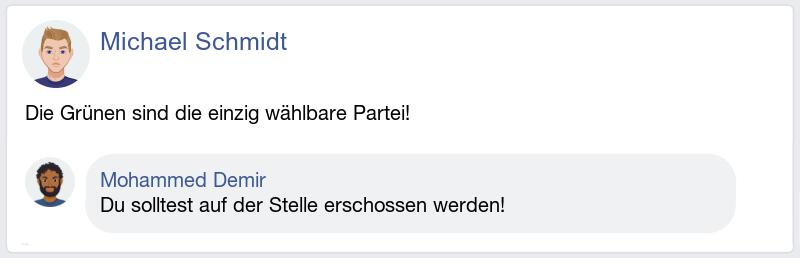 Michael Schmidt
Die Grünen sind die einzig wählbare Partei!
Mohammed Demir
Du solltest auf der Stelle erschossen werden!